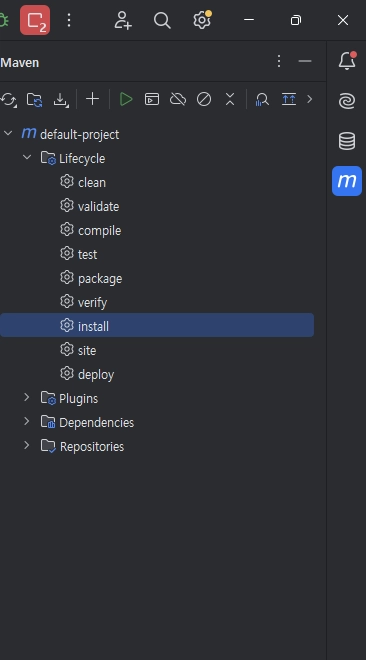 2
Maven
m default-project
Lifecycle
clean
validate
compile
test
package
verify
install
site
deploy
Plugins
Dependencies
Repositories
m